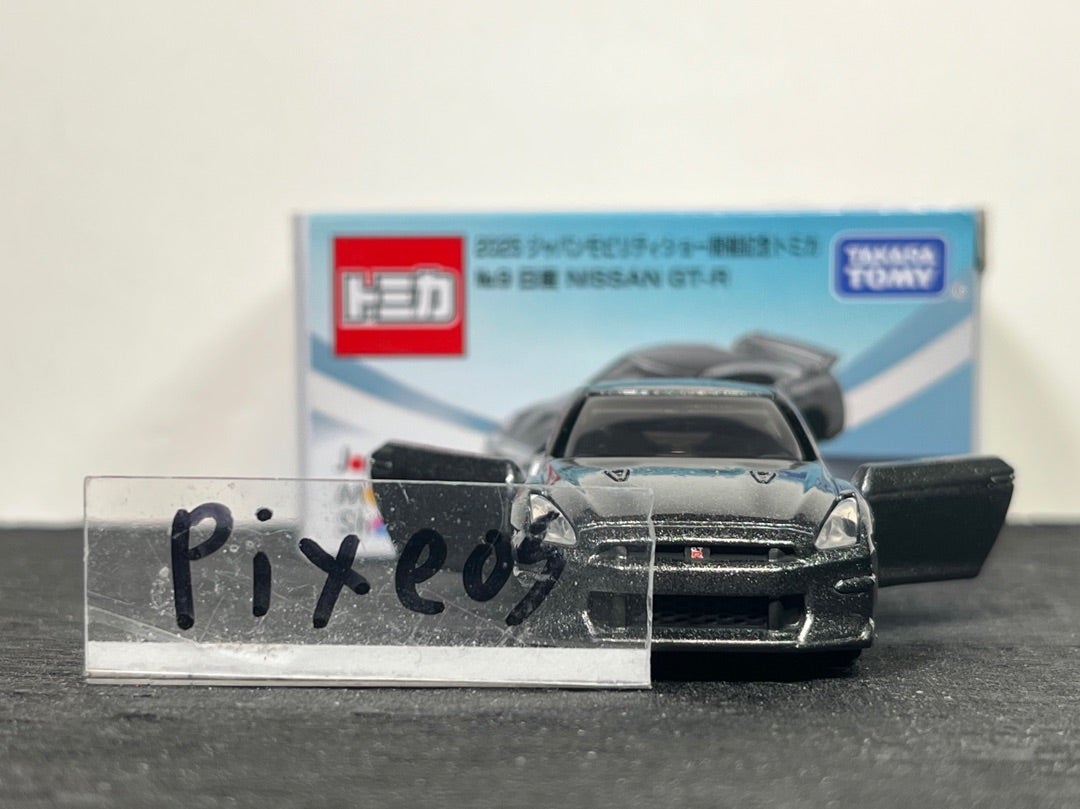 トミカ
2025 ジャパンモビリティショー開催記念トミカ
№9 日産 NISSAN GT-R
TAKARA
TOMY
Pixeos